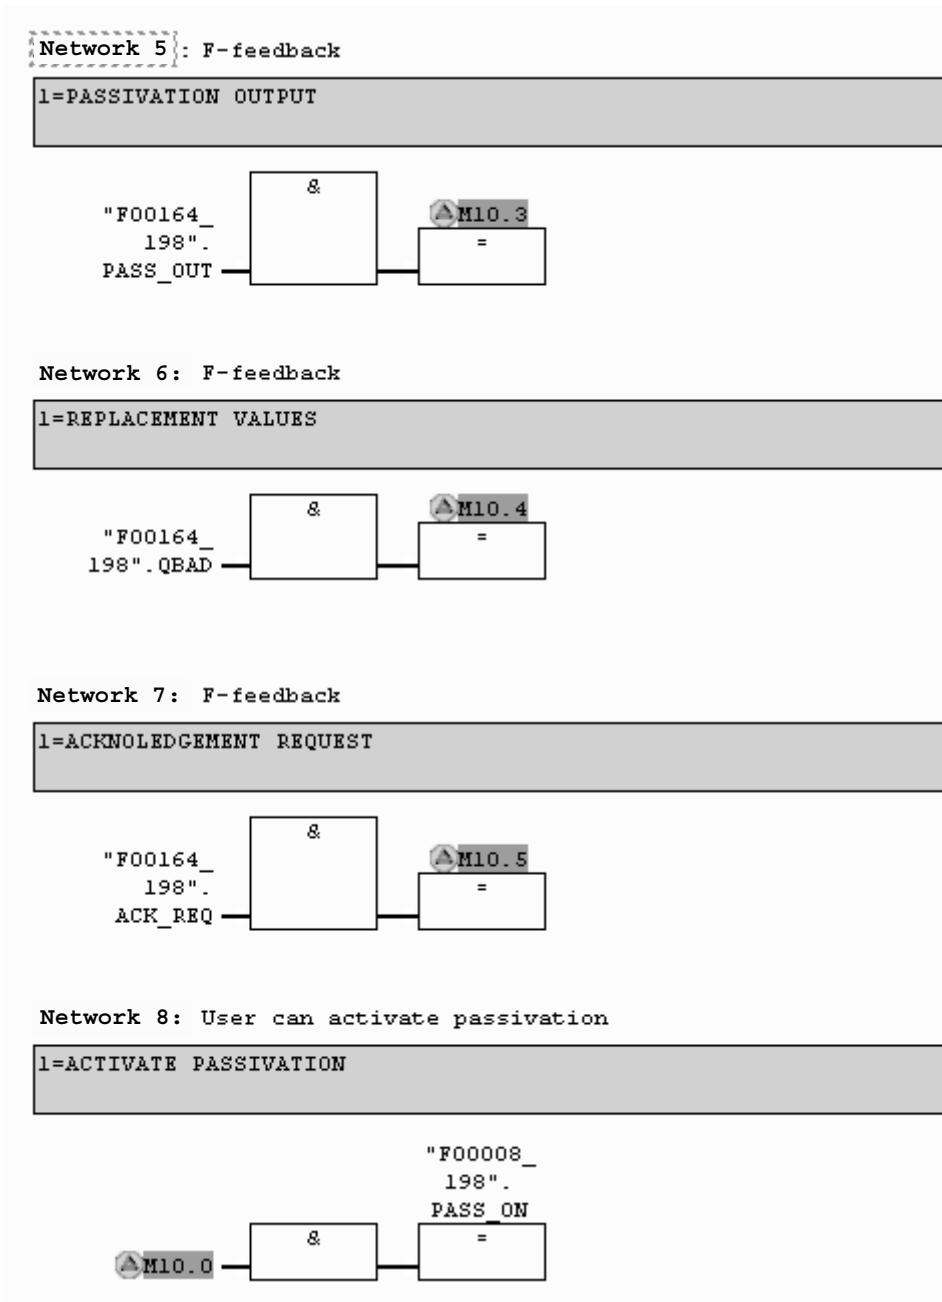 Network 5: F-feedback
1=PASSIVATION OUTPUT
&
"F00164_
198".
PASS_OUT
M10.3
=
Network 6: F-feedback
1=REPLACEMENT VALUES
&
"F00164_
198".QBAD
M10.4
=
Network 7: F-feedback
1=ACKNOLEDGEMENT REQUEST
&
"F00164_
198".
ACK_REQ
M10.5
=
Network 8: User can activate passivation
1=ACTIVATE PASSIVATION
"F00008_
198".
PASS_ON
M10.0
&
=